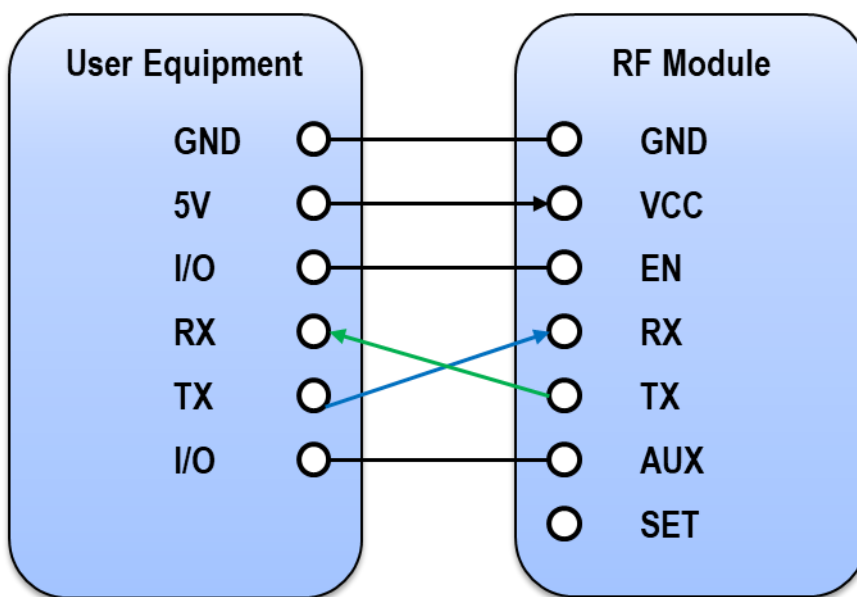 User Equipment
GND
5V
I/O
RX
TX
I/O
RF Module
GND
VCC
EN
RX
TX
AUX
SET